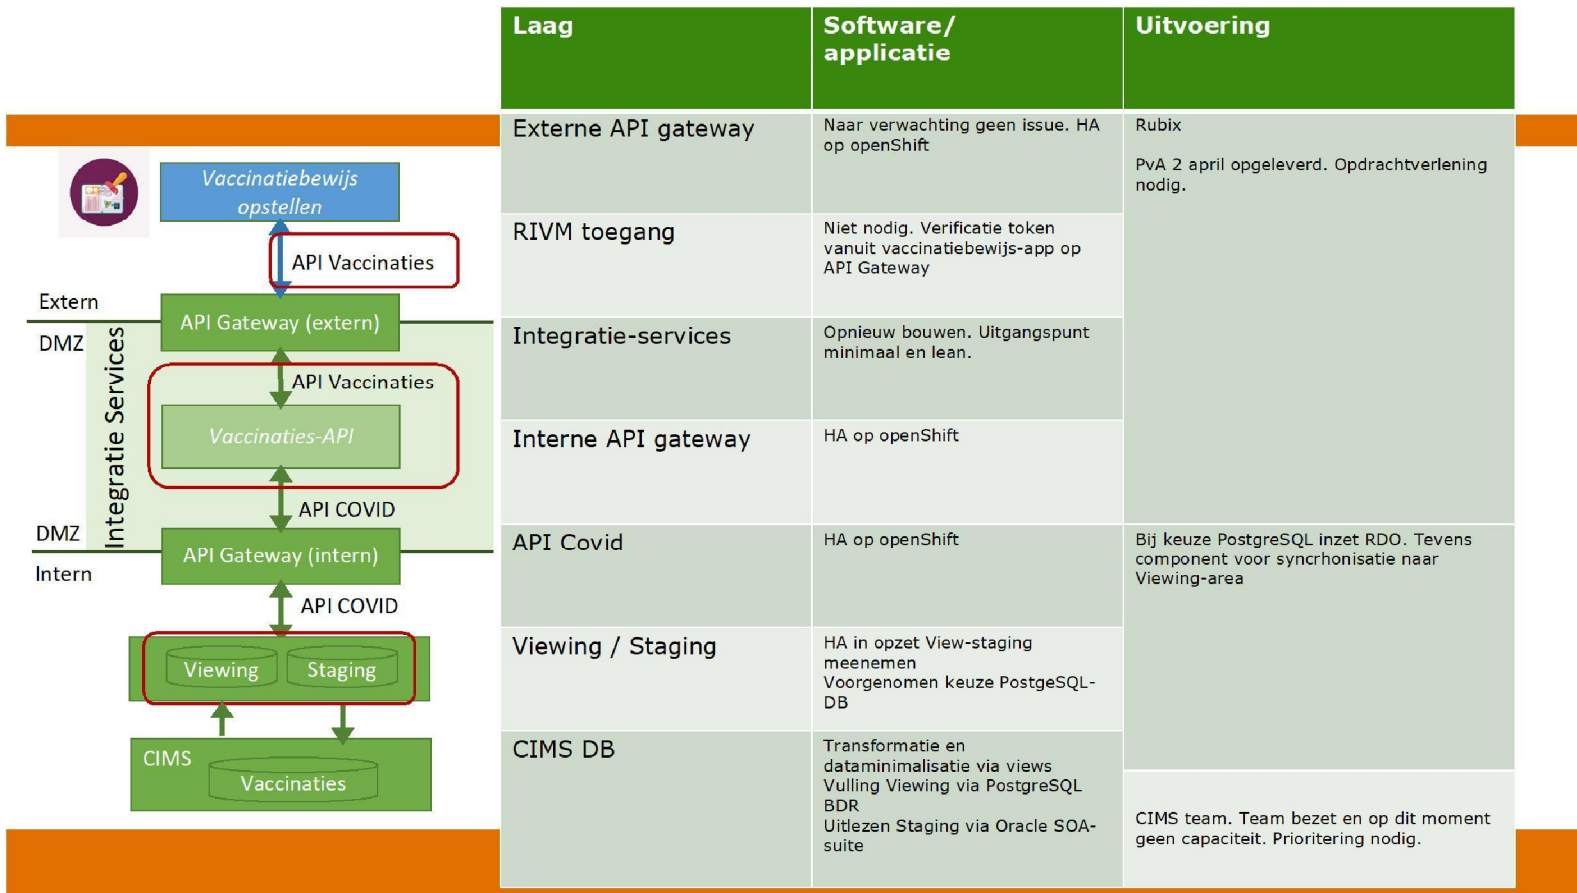 Vaccinatiebewijs
opstellen
API Vaccinaties
Extern
API Gateway (extern)
DMZ
Integratie Services
API Vaccinaties
Vaccinaties-API
API COVID
DMZ
API Gateway (intern)
Intern
API COVID
Viewing
Staging
CIMS
Vaccinaties
Laag
Software/
applicatie
Uitvoering
Externe API gateway
Naar verwachting geen issue. HA
op openShift
Rubix
PvA 2 april opgeleverd. Opdrachtverlening
nodig.
RIVM toegang
Niet nodig. Verificatie token
vanuit vaccinatiebewijs-app op
API Gateway
Integratie-services
Opnieuw bouwen. Uitgangspunt
minimaal en lean.
Interne API gateway
HA op openShift
API Covid
HA op openShift
Bij keuze PostgreSQL inzet RDO. Tevens
component voor syncrhonisatie naar
Viewing-area
Viewing / Staging
HA in opzet View-staging
meenemen
Voorgenomen keuze PostgeSQL-
DB
CIMS DB
Transformatie en
dataminimalisatie via views
Vulling Viewing via PostgreSQL
BDR
Uitlezen Staging via Oracle SOA-
suite
CIMS team. Team bezet en op dit moment
geen capaciteit. Prioritering nodig.